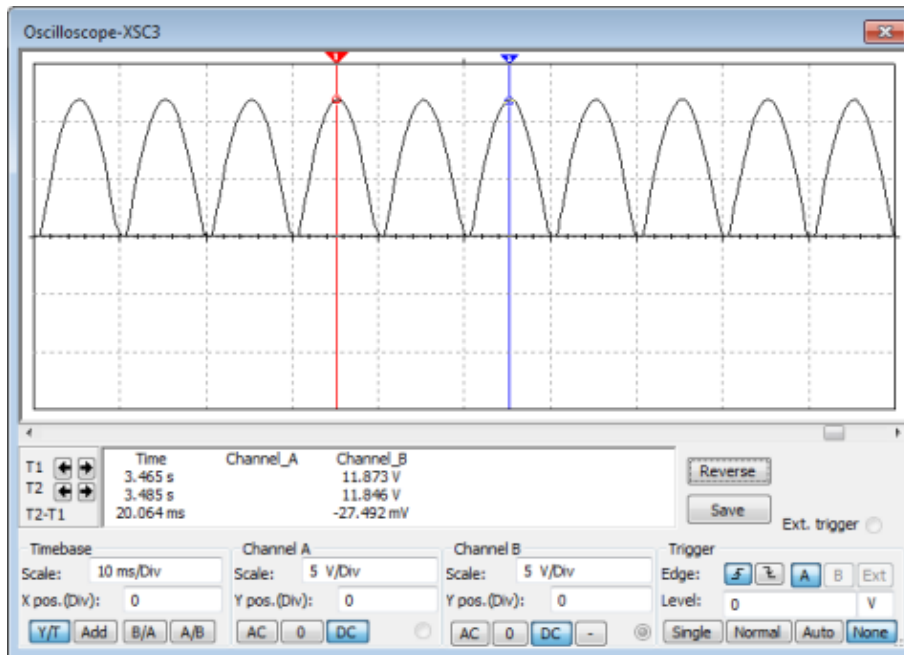 Oscilloscope-XSC3
Time Channel_A Channel_B
T1 3.465 s 11.873 V
T2 3.485 s 11.846 V
T2-T1 20.064 ms -27.492 mV
Reverse
Save
Ext. trigger
Timebase Channel A Channel B Trigger
Scale: 10 ms/Div Scale: 5 V/Div Scale: 5 V/Div Edge: A B Ext
X pos.(Div): 0 Y pos.(Div): 0 Y pos.(Div): 0 Level: 0 V
Y/T Add B/A A/B AC 0 DC AC 0 DC - Single Normal Auto None